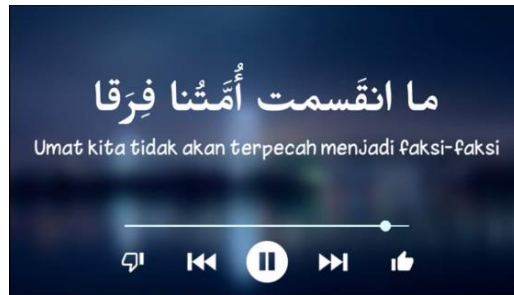 ما انقَسمت أُمَّتُنا فِرَقا
Umat kita tidak akan terpecah menjadi faksi-faksi